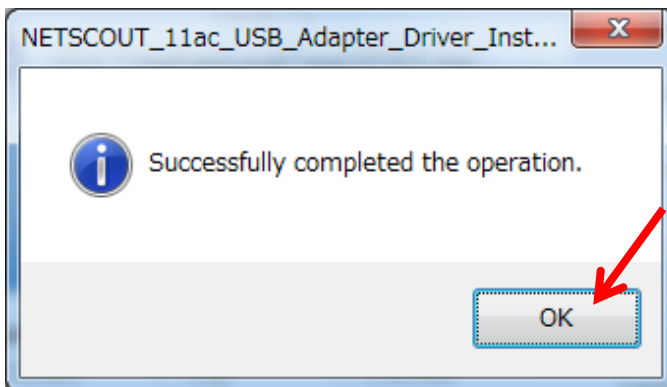 NETSCOUT_11ac_USB_Adapter_Driver_Inst...
Successfully completed the operation.
OK